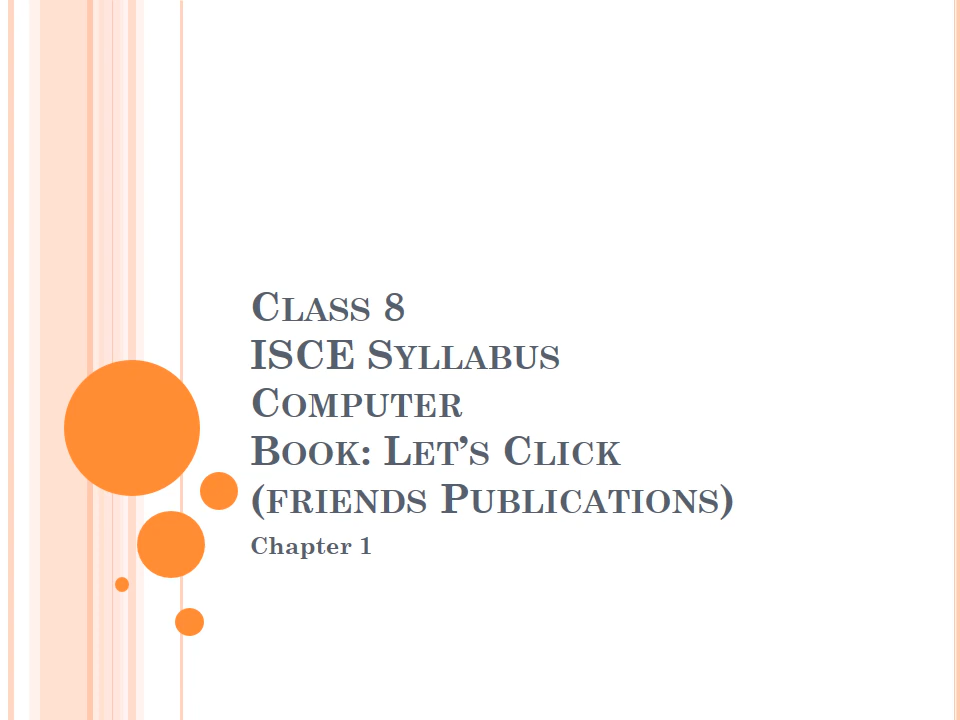 Class 8
ISCE Syllabus
Computer
Book: Let’s Click
(friends Publications)
Chapter 1